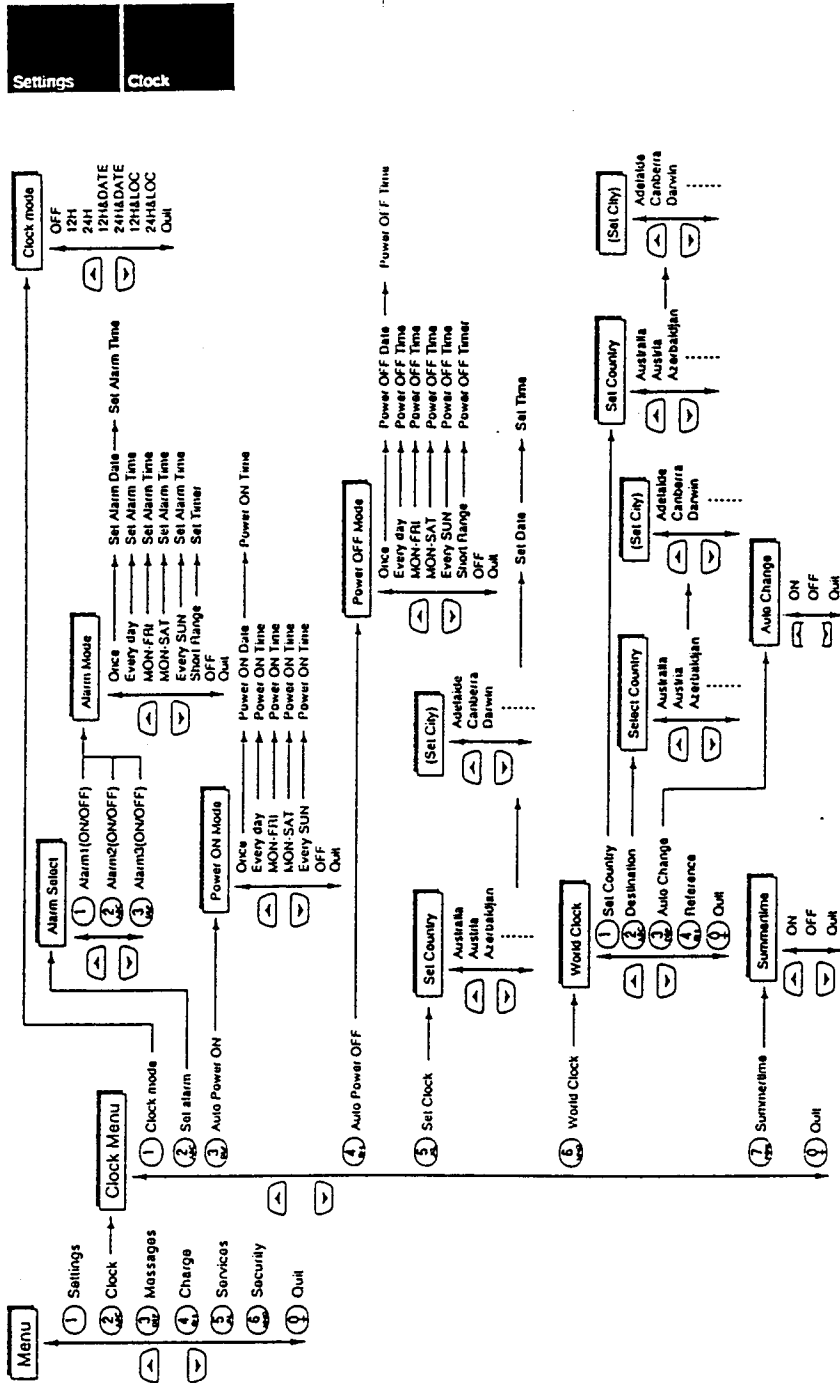 Settings
Clock
Menu
1 Settings
2 Clock
3 Messages
4 Charge
5 Services
6 Security
0 Quit
Clock Menu
1 Clock mode
2 Set alarm
3 Auto Power ON
4 Auto Power OFF
5 Set Clock
6 World Clock
7 Summertime
0 Quit
Clock mode
OFF
12H
24H
12H&DATE
24H&DATE
12H&LOC
24H&LOC
Quit
Alarm Select
1 Alarm1(ON/OFF)
2 Alarm2(ON/OFF)
3 Alarm3(ON/OFF)
Alarm Mode
Once Set Alarm Date Set Alarm Time
Every day Set Alarm Time
MON-FRI Set Alarm Time
MON-SAT Set Alarm Time
Every SUN Set Alarm Time
Short Range Set Timer
OFF
Quit
Power ON Mode
Once Power ON Date Power ON Time
Every day Power ON Time
MON-FRI Power ON Time
MON-SAT Power ON Time
Every SUN Power ON Time
OFF
Quit
Power OFF Mode
Once Power OFF Date Power OFF Time
Every day Power OFF Time
MON-FRI Power OFF Time
MON-SAT Power OFF Time
Every SUN Power OFF Time
Short Range Power OFF Timer
OFF
Quit
Set Country
Australia
Austria
Azerbaidjan
(Set City)
Adelaide
Canberra
Darwin
Set Date Set Time
World Clock
1 Set Country
2 Destination
3 Auto Change
4 Reference
0 Quit
Set Country
Australia
Austria
Azerbaidjan
(Set City)
Adelaide
Canberra
Darwin
Select Country
Australia
Austria
Azerbaidjan
(Set City)
Adelaide
Canberra
Darwin
Auto Change
ON
OFF
Quit
Summertime
ON
OFF
Quit